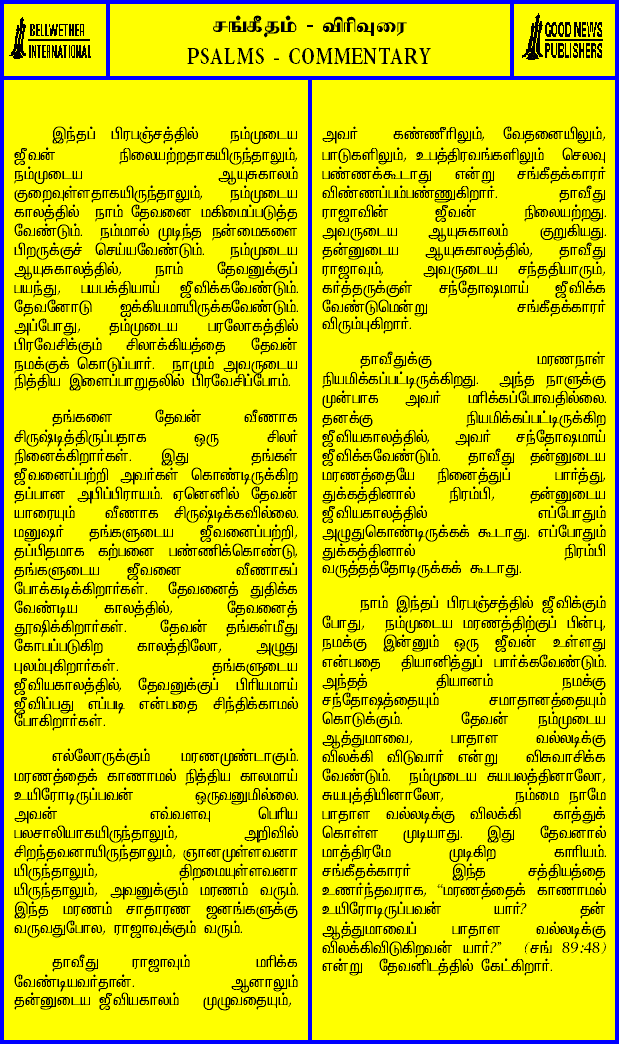 BELLWETHER
INTERNATIONAL
சங்கீதம் - விரிவுரை
PSALMS - COMMENTARY
GOOD NEWS
PUBLISHERS
இந்தப் பிரபஞ்சத்தில் நம்முடைய
ஜீவன் நிலையற்றதாகயிருந்தாலும்,
நம்முடைய ஆயுசுகாலம்
குறைவுள்ளதாகயிருந்தாலும், நம்முடைய
காலத்தில் நாம் தேவனை மகிமைப்படுத்த
வேண்டும். நம்மால் முடிந்த நன்மைகளை
பிறருக்குச் செய்யவேண்டும். நம்முடைய
ஆயுசுகாலத்தில், நாம் தேவனுக்குப்
பயந்து, பயபக்தியாய் ஜீவிக்கவேண்டும்.
தேவனோடு ஐக்கியமாயிருக்கவேண்டும்.
அப்போது, தம்முடைய பரலோகத்தில்
பிரவேசிக்கும் சிலாக்கியத்தை தேவன்
நமக்குக் கொடுப்பார். நாமும் அவருடைய
நித்திய இளைப்பாறுதலில் பிரவேசிப்போம்.
தங்களை தேவன் வீணாக
சிருஷ்டித்திருப்பதாக ஒரு சிலர்
நினைக்கிறார்கள். இது தங்கள்
ஜீவனைப்பற்றி அவர்கள் கொண்டிருக்கிற
தப்பான அபிப்பிராயம். ஏனெனில் தேவன்
யாரையும் வீணாக சிருஷ்டிக்கவில்லை.
மனுஷர் தங்களுடைய ஜீவனைப்பற்றி,
தப்பிதமாக கற்பனை பண்ணிக்கொண்டு,
தங்களுடைய ஜீவனை வீணாகப்
போக்கடிக்கிறார்கள். தேவனைத் துதிக்க
வேண்டிய காலத்தில், தேவனைத்
தூஷிக்கிறார்கள். தேவன் தங்கள்மீது
கோபப்படுகிற காலத்திலோ, அழுது
புலம்புகிறார்கள். தங்களுடைய
ஜீவியகாலத்தில், தேவனுக்குப் பிரியமாய்
ஜீவிப்பது எப்படி என்பதை சிந்திக்காமல்
போகிறார்கள்.
எல்லோருக்கும் மரணமுண்டாகும்.
மரணத்தைக் காணாமல் நித்திய காலமாய்
உயிரோடிருப்பவன் ஒருவனுமில்லை.
அவன் எவ்வளவு பெரிய
பலசாலியாகயிருந்தாலும், அறிவில்
சிறந்தவனாயிருந்தாலும், ஞானமுள்ளவனா
யிருந்தாலும், திறமையுள்ளவனா
யிருந்தாலும், அவனுக்கும் மரணம் வரும்.
இந்த மரணம் சாதாரண ஜனங்களுக்கு
வருவதுபோல, ராஜாவுக்கும் வரும்.
தாவீது ராஜாவும் மரிக்க
வேண்டியவர்தான். ஆனாலும்
தன்னுடைய ஜீவியகாலம் முழுவதையும்,
அவர் கண்ணீரிலும், வேதனையிலும்,
பாடுகளிலும், உபத்திரவங்களிலும் செலவு
பண்ணக்கூடாது என்று சங்கீதக்காரர்
விண்ணப்பம்பண்ணுகிறார். தாவீது
ராஜாவின் ஜீவன் நிலையற்றது.
அவருடைய ஆயுசுகாலம் குறுகியது.
தன்னுடைய ஆயுசுகாலத்தில், தாவீது
ராஜாவும், அவருடைய சந்ததியாரும்,
கர்த்தருக்குள் சந்தோஷமாய் ஜீவிக்க
வேண்டுமென்று சங்கீதக்காரர்
விரும்புகிறார்.
தாவீதுக்கு மரணநாள்
நியமிக்கப்பட்டிருக்கிறது. அந்த நாளுக்கு
முன்பாக அவர் மரிக்கப்போவதில்லை.
தனக்கு நியமிக்கப்பட்டிருக்கிற
ஜீவியகாலத்தில், அவர் சந்தோஷமாய்
ஜீவிக்கவேண்டும். தாவீது தன்னுடைய
மரணத்தையே நினைத்துப் பார்த்து,
துக்கத்தினால் நிரம்பி, தன்னுடைய
ஜீவியகாலத்தில் எப்போதும்
அழுதுகொண்டிருக்கக் கூடாது. எப்போதும்
துக்கத்தினால் நிரம்பி
வருத்தத்தோடிருக்கக் கூடாது.
நாம் இந்தப் பிரபஞ்சத்தில் ஜீவிக்கும்
போது, நம்முடைய மரணத்திற்குப் பின்பு,
நமக்கு இன்னும் ஒரு ஜீவன் உள்ளது
என்பதை தியானித்துப் பார்க்கவேண்டும்.
அந்தத் தியானம் நமக்கு
சந்தோஷத்தையும் சமாதானத்தையும்
கொடுக்கும். தேவன் நம்முடைய
ஆத்துமாவை, பாதாள வல்லடிக்கு
விலக்கி விடுவார் என்று விசுவாசிக்க
வேண்டும். நம்முடைய சுயபலத்தினாலோ,
சுயபுத்தியினாலோ, நம்மை நாமே
பாதாள வல்லடிக்கு விலக்கி காத்துக்
கொள்ள முடியாது. இது தேவனால்
மாத்திரமே முடிகிற காரியம்.
சங்கீதக்காரர் இந்த சத்தியத்தை
உணர்ந்தவராக, “மரணத்தைக் காணாமல்
உயிரோடிருப்பவன் யார்? தன்
ஆத்துமாவைப் பாதாள வல்லடிக்கு
விலக்கிவிடுகிறவன் யார்?” (சங் 89:48)
என்று தேவனிடத்தில் கேட்கிறார்.